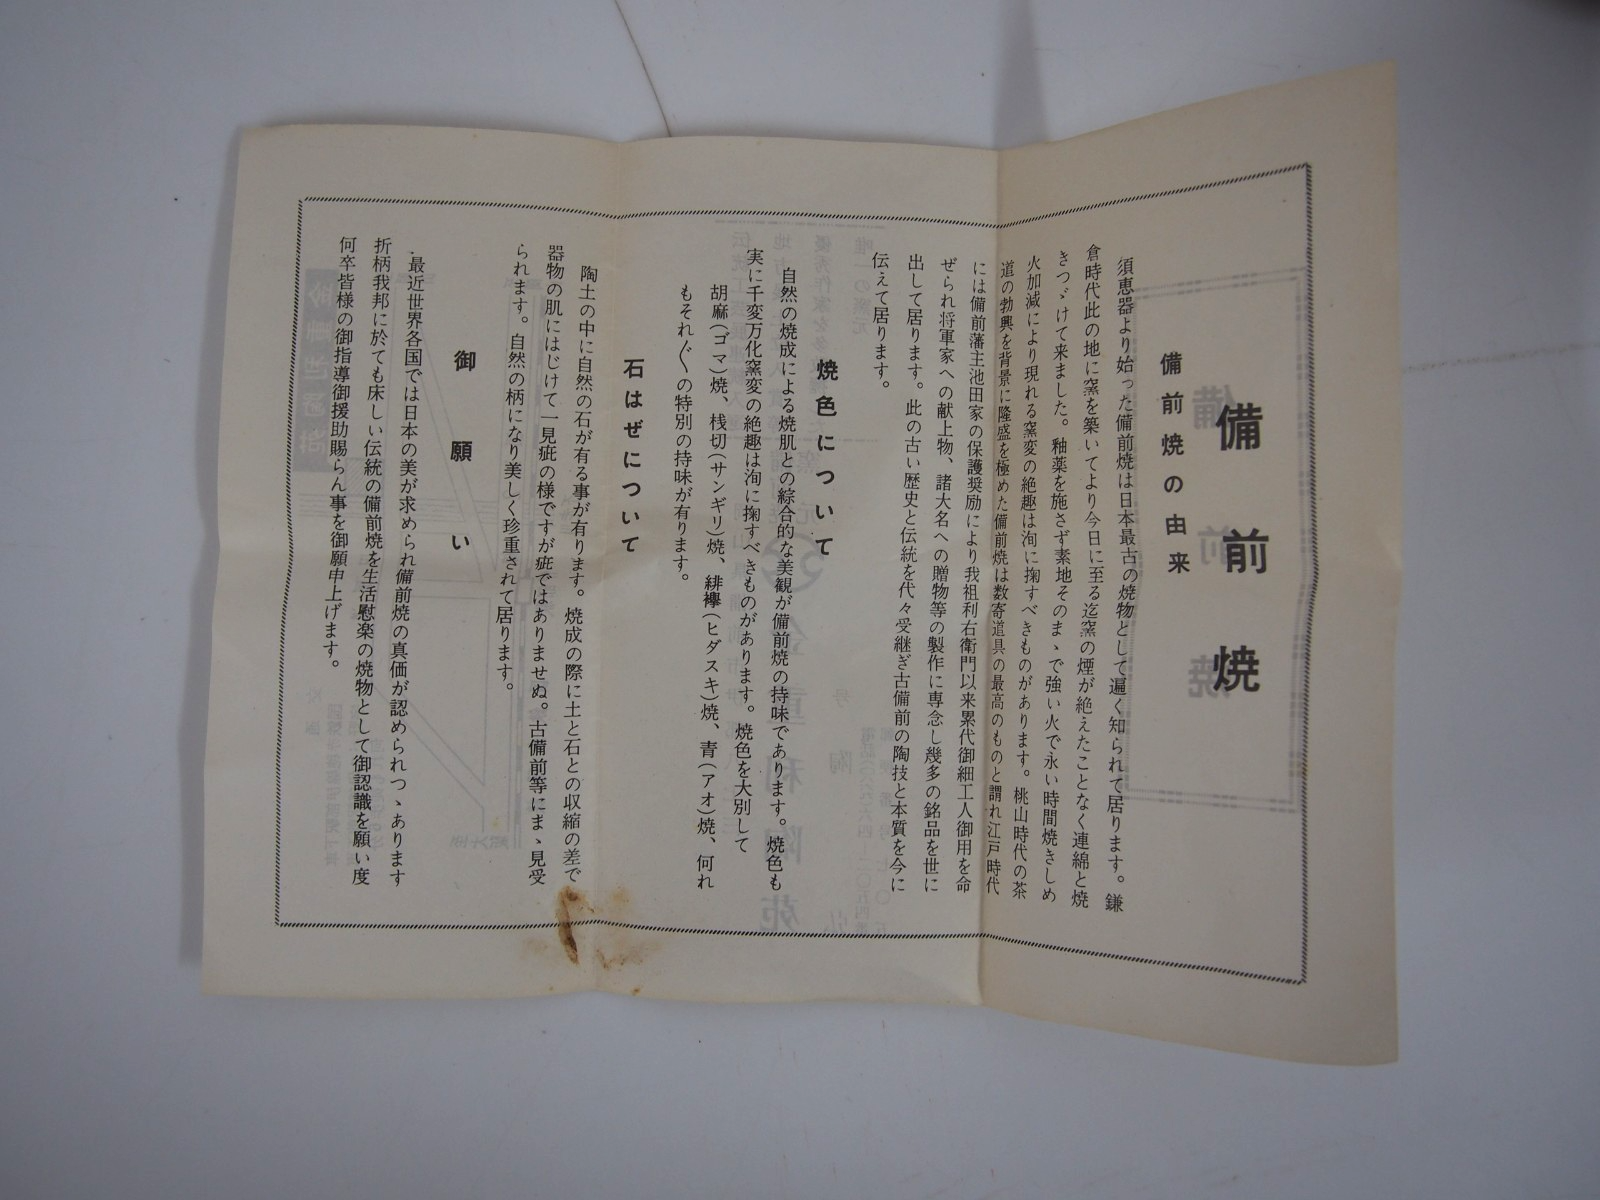 備前焼
備前焼の由来
須恵器より始った備前焼は日本最古の焼物として遍く知られて居ります。鎌
倉時代此の地に窯を築いてより今日に至る迄窯の煙が絶えたことなく連綿と焼
きつゞけて来ました。釉薬を施さず素地そのまゝで強い火で永い時間焼きしめ
火加減により現れる窯変の絶趣は洵に掬すべきものがあります。桃山時代の茶
道の勃興を背景に隆盛を極めた備前焼は数寄道具の最高のものと謂れ江戸時代
には備前藩主池田家の保護奨励により我祖利右衛門以来累代御細工人御用を命
ぜられ将軍家への献上物、諸大名への贈物等の製作に専念し幾多の銘品を世に
出して居ります。此の古い歴史と伝統を代々受継ぎ古備前の陶技と本質を今に
伝えて居ります。
焼色について
自然の焼成による焼肌との綜合的な美観が備前焼の持味であります。焼色も
実に千変万化窯変の絶趣は洵に掬すべきものがあります。焼色を大別して
胡麻(ゴマ)焼、桟切(サンギリ)焼、緋襷(ヒダスキ)焼、青(アオ)焼、何れ
もそれ〴〵の特別の持味が有ります。
石はぜについて
陶土の中に自然の石が有る事が有ります。焼成の際に土と石との収縮の差で
器物の肌にはじけて一見疵の様ですが疵ではありませぬ。古備前等にまゝ見受
られます。自然の柄になり美しく珍重されて居ります。
御願い
最近世界各国では日本の美が求められ備前焼の真価が認められつゝあります
折柄我邦に於ても床しい伝統の備前焼を生活慰楽の焼物として御認識を願い度
何卒皆様の御指導御援助賜らん事を御願申上げます。